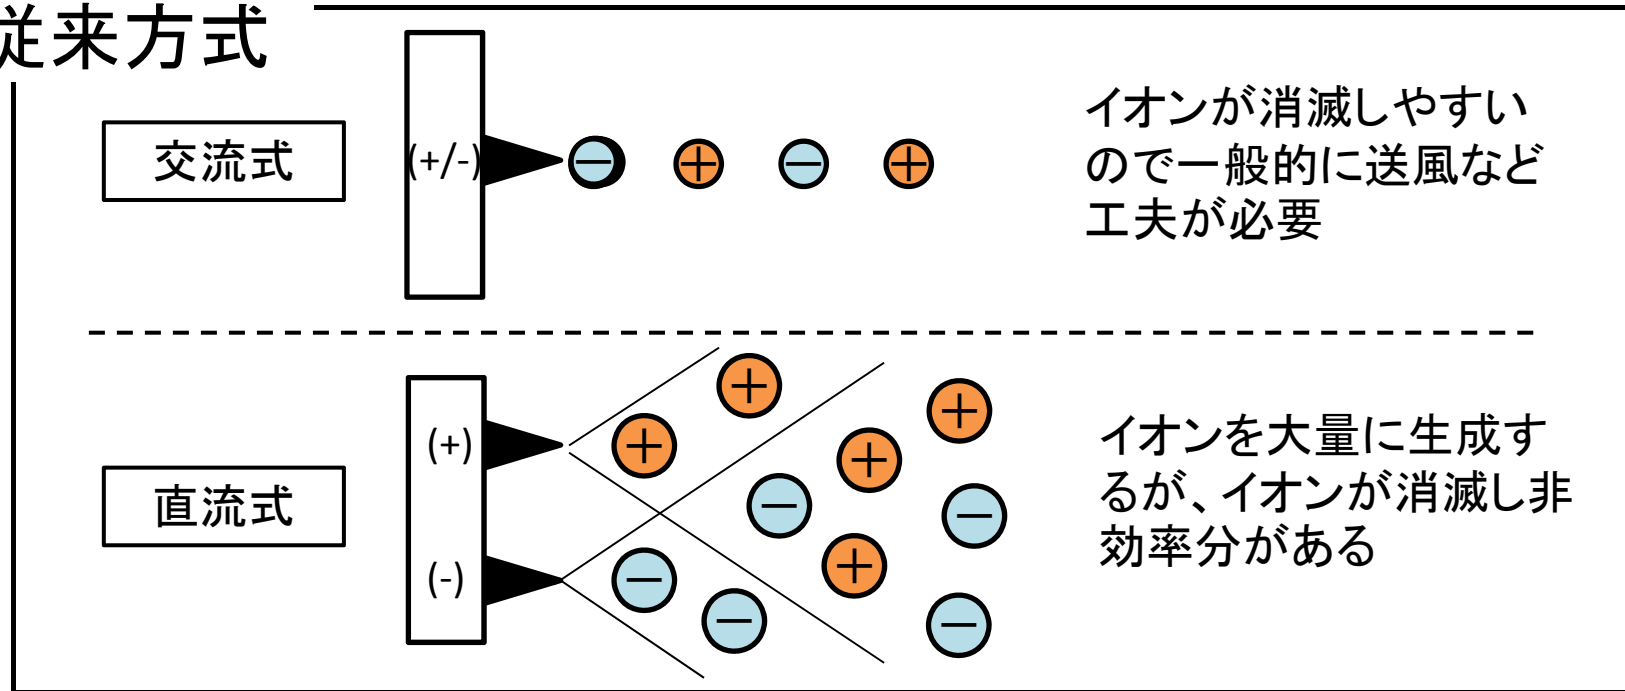 従来方式
交流式
(+/-)
− + − +
イオンが消滅しやすい
ので一般的に送風など
工夫が必要
直流式
(+)
(-)
+ + + + +
− − − − −
イオンを大量に生成す
るが、イオンが消滅し非
効率分がある